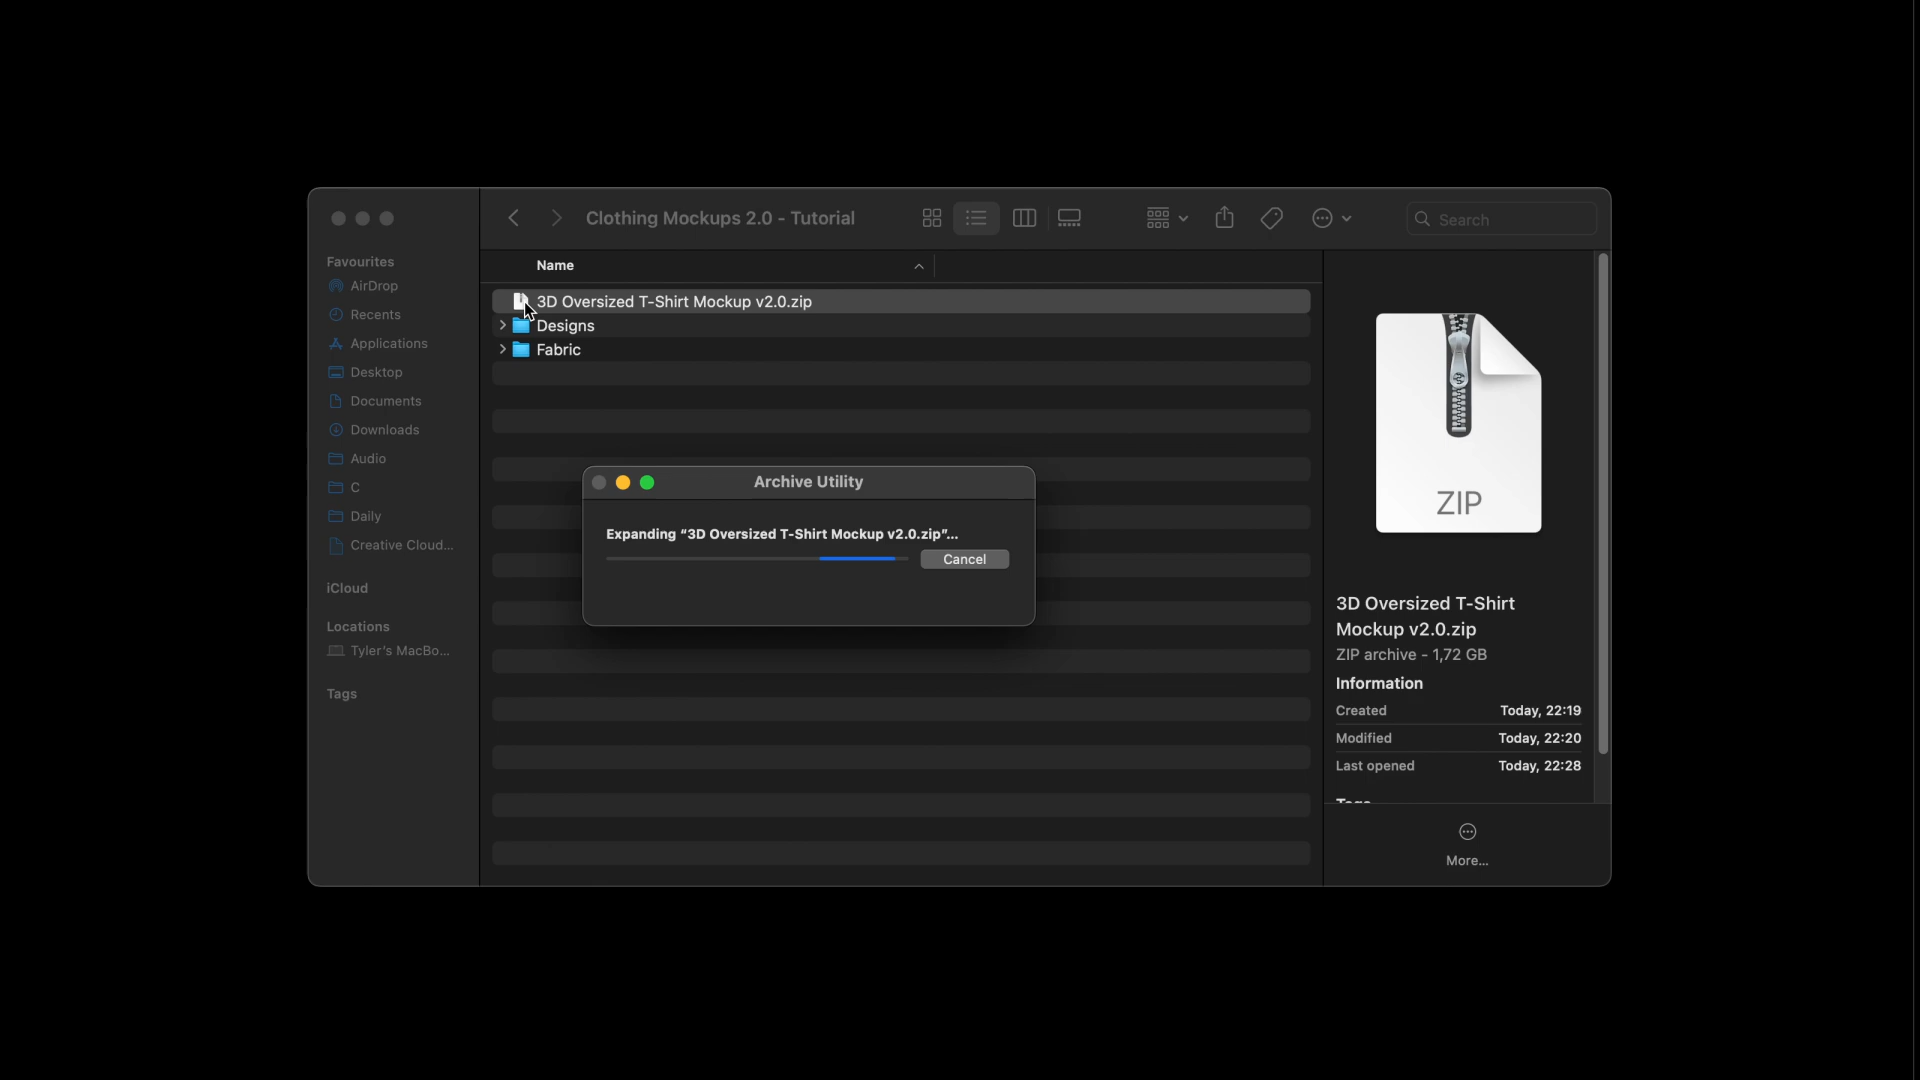 Clothing Mockups 2.0 - Tutorial
Search
Favourites
AirDrop
Recents
Applications
Desktop
Documents
Downloads
Audio
C
Daily
Creative Cloud...
iCloud
Locations
Tyler's MacBo...
Tags
Name
3D Oversized T-Shirt Mockup v2.0.zip
Designs
Fabric
Archive Utility
Expanding “3D Oversized T-Shirt Mockup v2.0.zip”...
Cancel
ZIP
3D Oversized T-Shirt
Mockup v2.0.zip
ZIP archive - 1,72 GB
Information
Created Today, 22:19
Modified Today, 22:20
Last opened Today, 22:28
Tags
More...